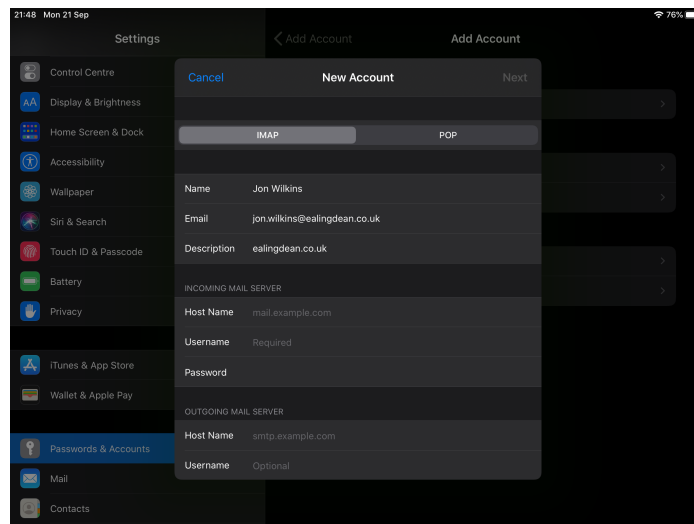 21:48 Mon 21 Sep
76%
Settings
Add Account
Add Account
Control Centre
AA Display & Brightness
Home Screen & Dock
Accessibility
Wallpaper
Siri & Search
Touch ID & Passcode
Battery
Privacy
iTunes & App Store
Wallet & Apple Pay
Passwords & Accounts
Mail
Contacts
Cancel
New Account
Next
IMAP
POP
Name Jon Wilkins
Email jon.wilkins@ealingdean.co.uk
Description ealingdean.co.uk
INCOMING MAIL SERVER
Host Name mail.example.com
Username Required
Password
OUTGOING MAIL SERVER
Host Name smtp.example.com
Username Optional